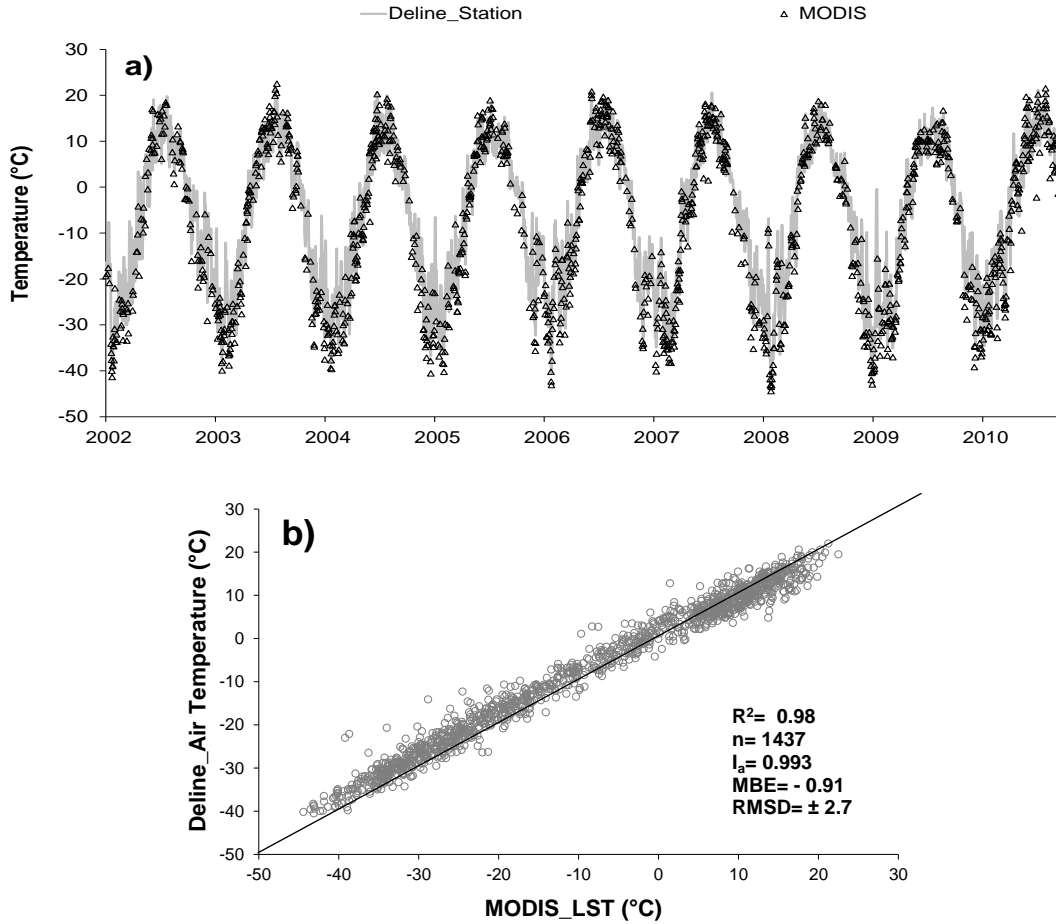 Deline_Station MODIS
a)
Temperature (°C)
30
20
10
0
-10
-20
-30
-40
-50
2002 2003 2004 2005 2006 2007 2008 2009 2010
b)
Deline_Air Temperature (°C)
30
20
10
0
-10
-20
-30
-40
-50
R²= 0.98
n= 1437
Iₐ= 0.993
MBE= - 0.91
RMSD= ± 2.7
-50 -40 -30 -20 -10 0 10 20 30
MODIS_LST (°C)